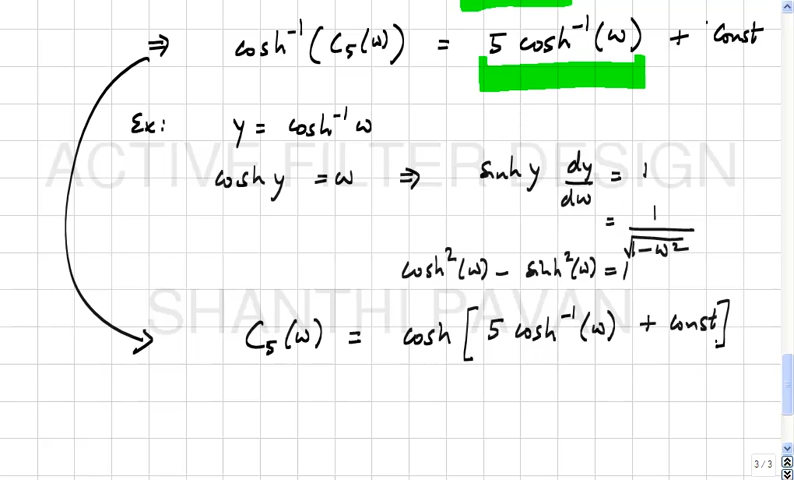 ⇒ cosh⁻¹(C₅(ω)) = 5 cosh⁻¹(ω) + const
Ex: y = cosh⁻¹ ω
ACTIVE FILTER DESIGN
cosh y = ω ⇒ sinh y dy/dω = 1
= 1/√(1-ω²)
cosh²(ω) - sinh²(ω) = 1
SHANTHI PAVAN
C₅(ω) = cosh [5 cosh⁻¹(ω) + const]
3 / 3